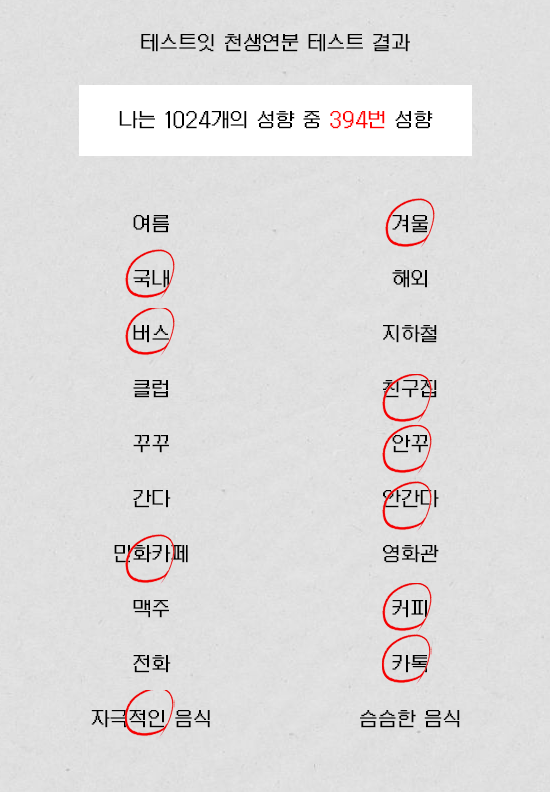 테스트잇 천생연분 테스트 결과
나는 1024개의 성향 중 394번 성향
여름 겨울
국내 해외
버스 지하철
클럽 친구집
꾸꾸 안꾸
간다 안간다
만화카페 영화관
맥주 커피
전화 카톡
자극적인 음식 슴슴한 음식